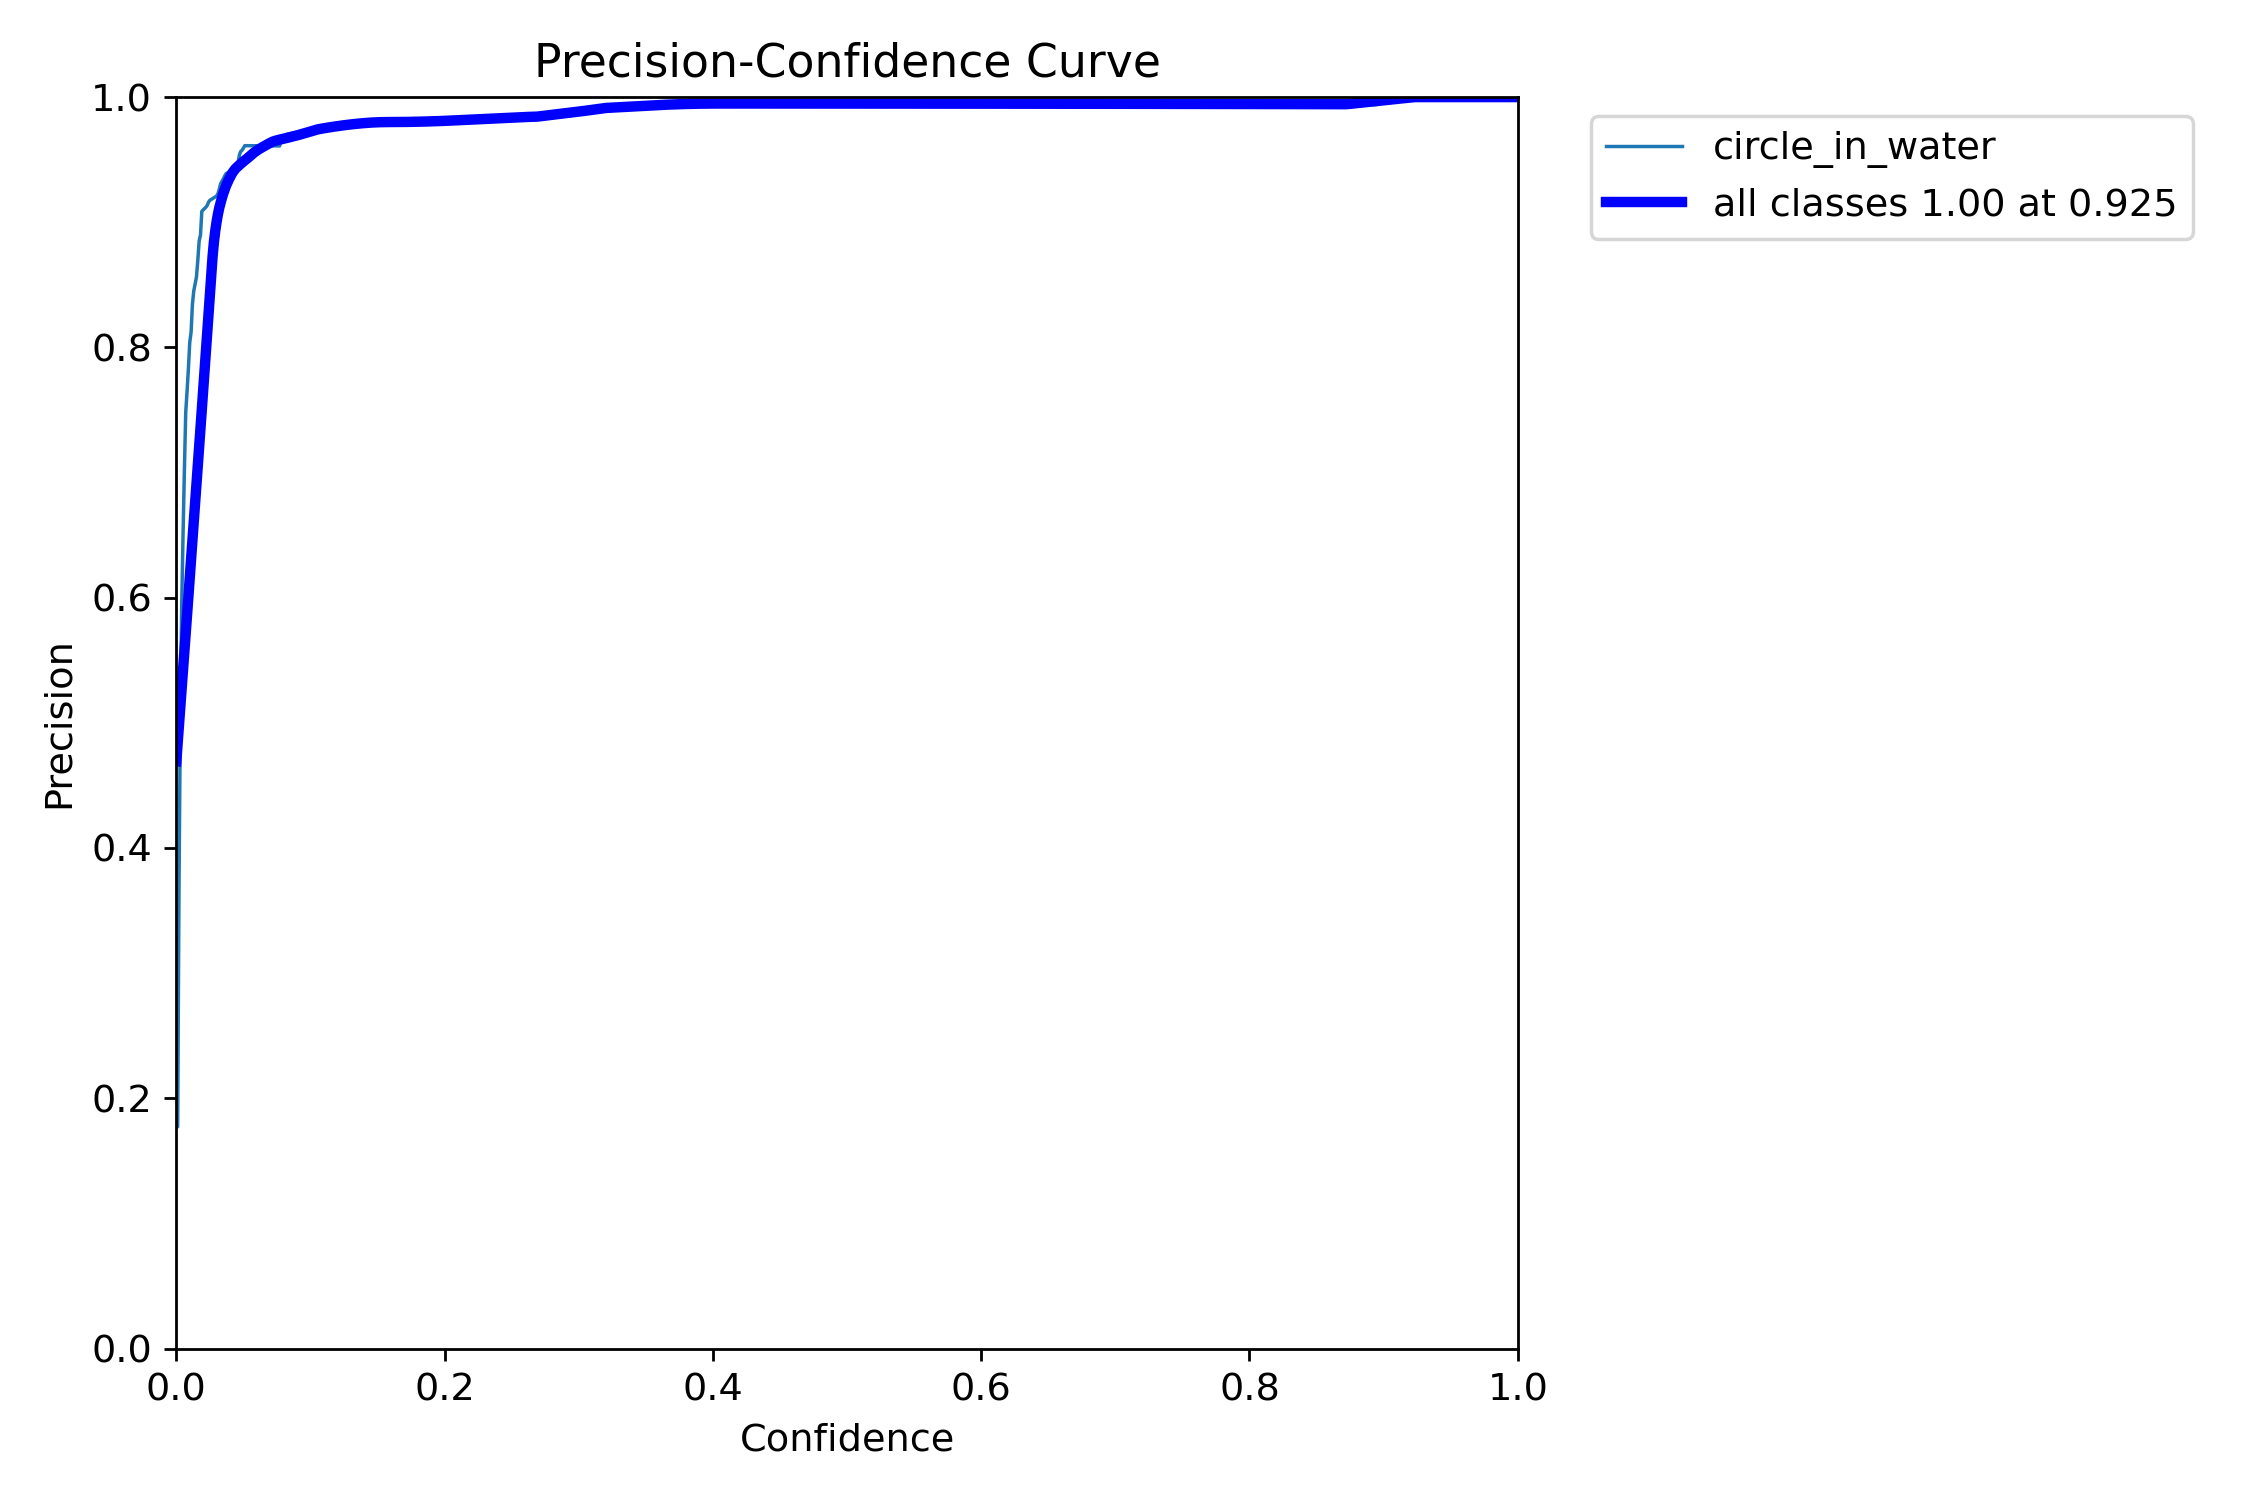 Precision-Confidence Curve
circle_in_water
all classes 1.00 at 0.925
Precision
1.0
0.8
0.6
0.4
0.2
0.0
0.0 0.2 0.4 0.6 0.8 1.0
Confidence